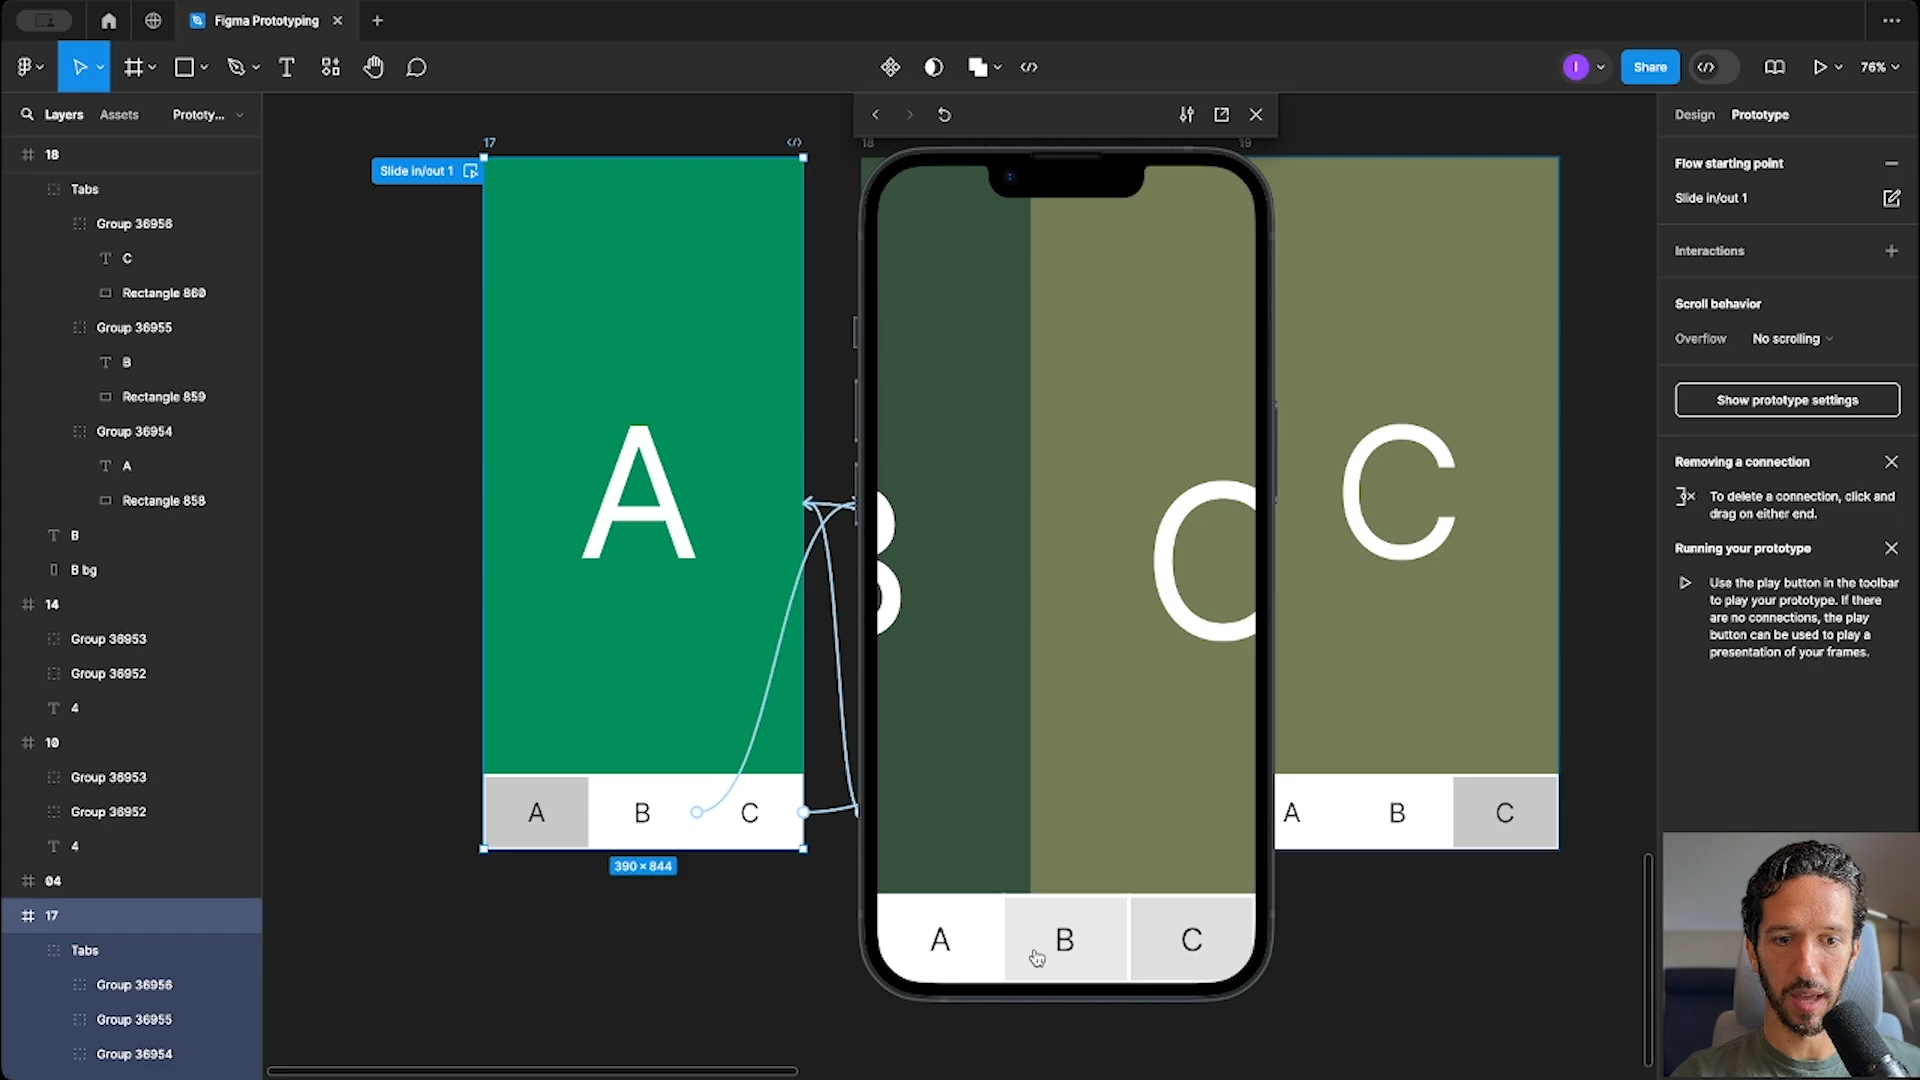 Figma Prototyping
Share
76%
Layers
Assets
Prototy...
18
Tabs
Group 36956
C
Rectangle 860
Group 36955
B
Rectangle 859
Group 36954
A
Rectangle 858
B
B bg
14
Group 36953
Group 36952
4
10
Group 36953
Group 36952
4
04
17
Tabs
Group 36956
Group 36955
Group 36954
17
Slide in/out 1
A
A
B
C
390 × 844
18
B
C
A
B
C
19
C
A
B
C
Design
Prototype
Flow starting point
Slide in/out 1
Interactions
Scroll behavior
Overflow
No scrolling
Show prototype settings
Removing a connection
To delete a connection, click and
drag on either end.
Running your prototype
Use the play button in the toolbar
to play your prototype. If there
are no connections, the play
button can be used to play a
presentation of your frames.